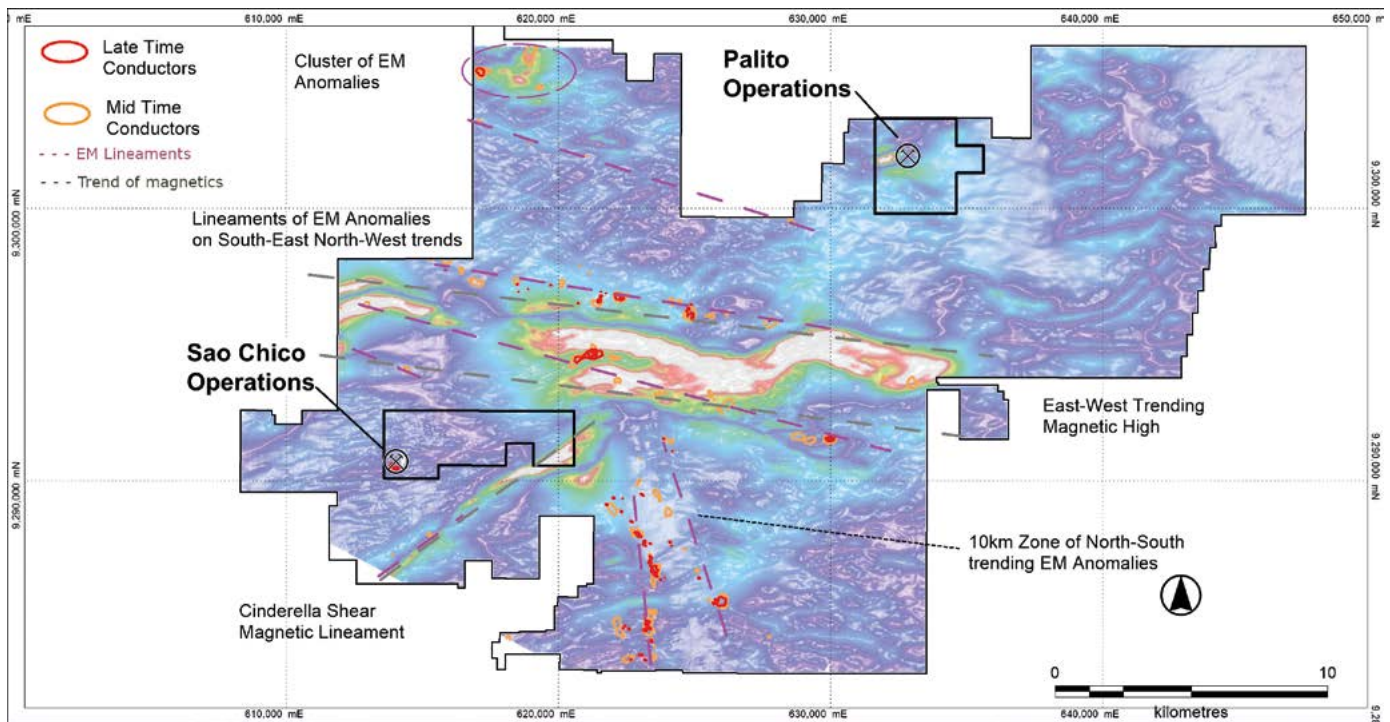 610,000 mE
620,000 mE
630,000 mE
640,000 mE
650,000 mE
Late Time
Conductors
Mid Time
Conductors
EM Lineaments
Trend of magnetics
Cluster of EM
Anomalies
Palito
Operations
9,300,000 mN
9,300,000 mN
Lineaments of EM Anomalies
on South-East North-West trends
Sao Chico
Operations
East-West Trending
Magnetic High
9,290,000 mN
9,290,000 mN
10km Zone of North-South
trending EM Anomalies
Cinderella Shear
Magnetic Lineament
0
10
kilometres
610,000 mE
620,000 mE
630,000 mE
640,000 mE